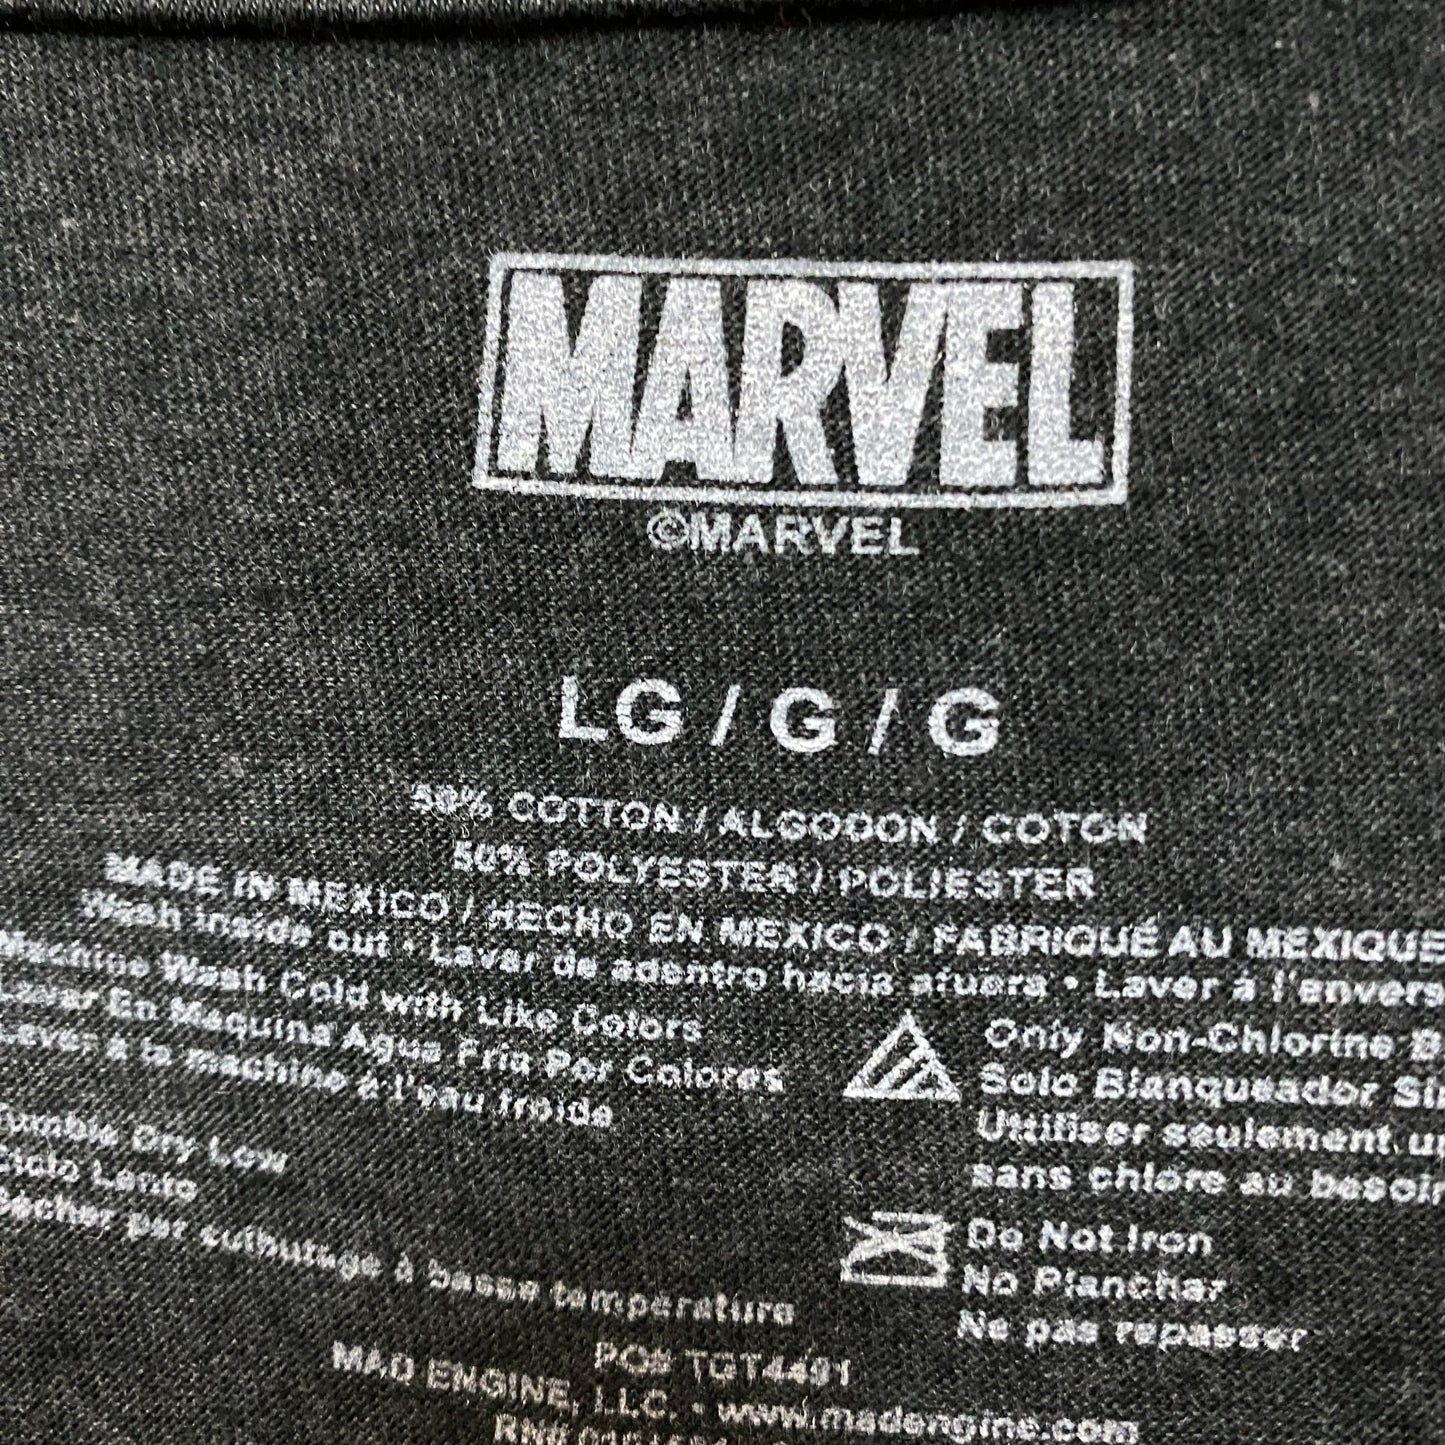 MARVEL
©MARVEL
LG / G / G
50% COTTON / ALGODON / COTON
50% POLYESTER / POLIESTER
MADE IN MEXICO / HECHO EN MEXICO / FABRIQUÉ AU MEXIQUE
Wash inside out • Lavar de adentro hacia afuera • Laver à l'envers
Machine Wash Cold with Like Colors
Lavar En Maquina Agua Fria Por Colores
Laver à la machine à l'eau froide
Only Non-Chlorine
Solo Blanqueador
Utiliser seulement
sans chlore au besoin
Tumble Dry Low
Ciclo Lento
Sécher par culbutage à basse température
Do Not Iron
No Planchar
Ne pas repasser
PO# TGT4491
MAD ENGINE, LLC. • www.madengine.com